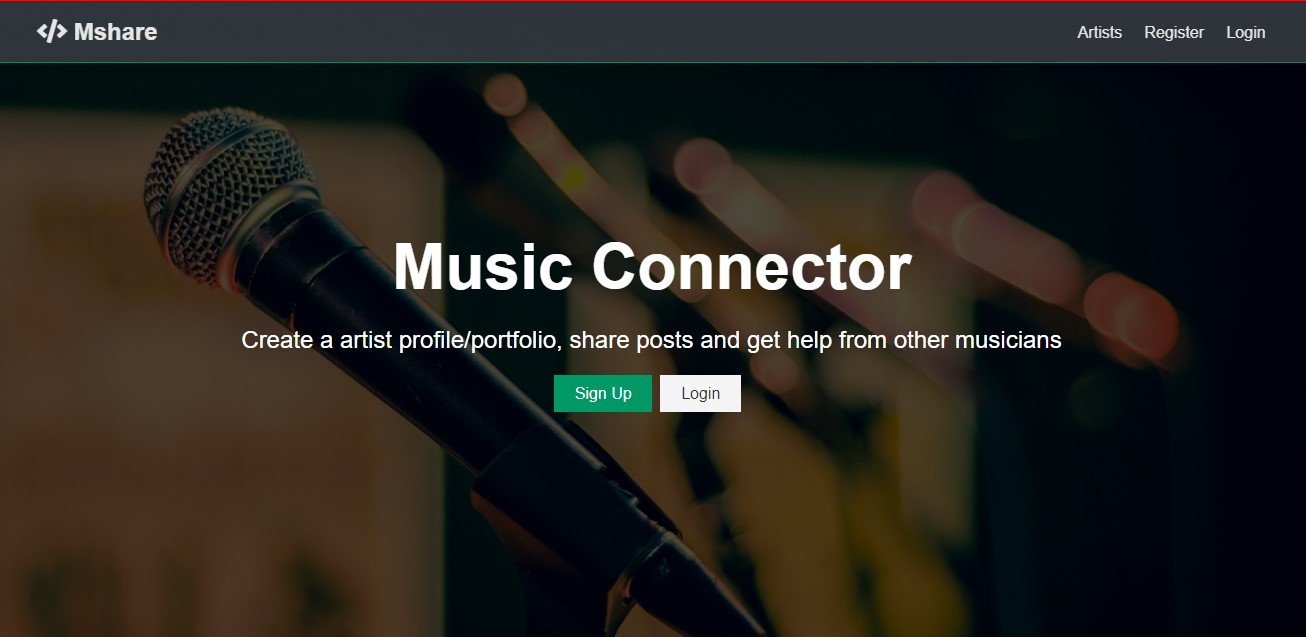 Mshare
Artists Register Login
Music Connector
Create a artist profile/portfolio, share posts and get help from other musicians
Sign Up Login